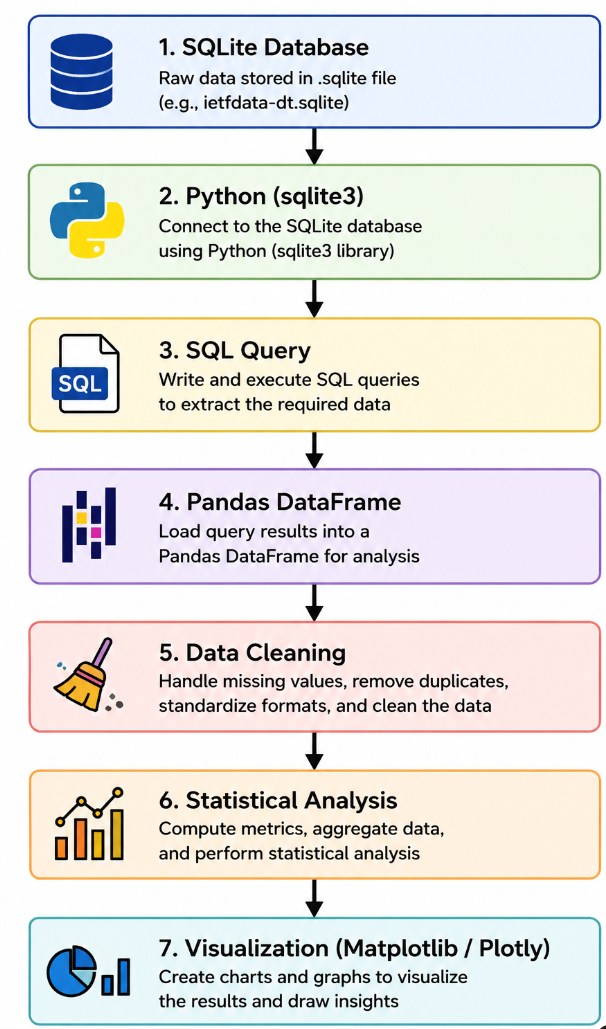 1. SQLite Database
Raw data stored in .sqlite file
(e.g., ietfdata-dt.sqlite)
2. Python (sqlite3)
Connect to the SQLite database
using Python (sqlite3 library)
SQL
3. SQL Query
Write and execute SQL queries
to extract the required data
4. Pandas DataFrame
Load query results into a
Pandas DataFrame for analysis
5. Data Cleaning
Handle missing values, remove duplicates,
standardize formats, and clean the data
6. Statistical Analysis
Compute metrics, aggregate data,
and perform statistical analysis
7. Visualization (Matplotlib / Plotly)
Create charts and graphs to visualize
the results and draw insights